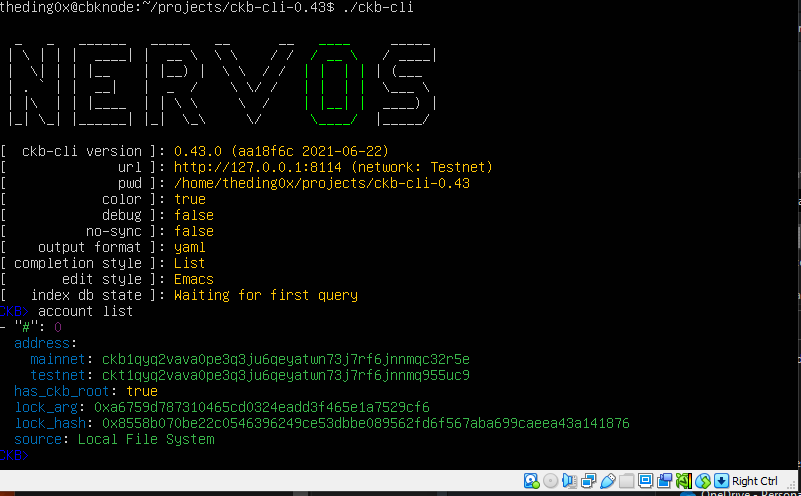 theding0x@cbknode:~/projects/ckb-cli-0.43$ ./ckb-cli
NERVOS
[  ckb-cli version ]: 0.43.0 (aa18f6c 2021-06-22)
[              url ]: http://127.0.0.1:8114 (network: Testnet)
[              pwd ]: /home/theding0x/projects/ckb-cli-0.43
[            color ]: true
[            debug ]: false
[          no-sync ]: false
[    output format ]: yaml
[ completion style ]: List
[       edit style ]: Emacs
[   index db state ]: Waiting for first query
CKB> account list
- "#": 0
  address:
    mainnet: ckb1qyq2vava0pe3q3ju6qeyatwn73j7rf6jnnmqc32r5e
    testnet: ckt1qyq2vava0pe3q3ju6qeyatwn73j7rf6jnnmq955uc9
  has_ckb_root: true
  lock_arg: 0xa6759d787310465cd0324eadd3f465e1a7529cf6
  lock_hash: 0x8558b070be22c0546396249ce53dbbe089562fd6f567aba699caeea43a141876
  source: Local File System
CKB>
Right Ctrl